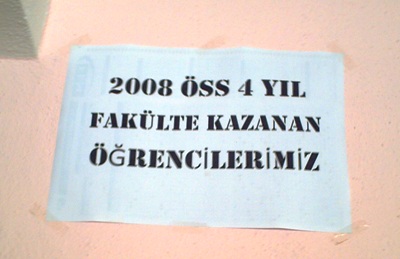 2008 ÖSS 4 YIL
FAKÜLTE KAZANAN
ÖĞRENCİLERİMİZ